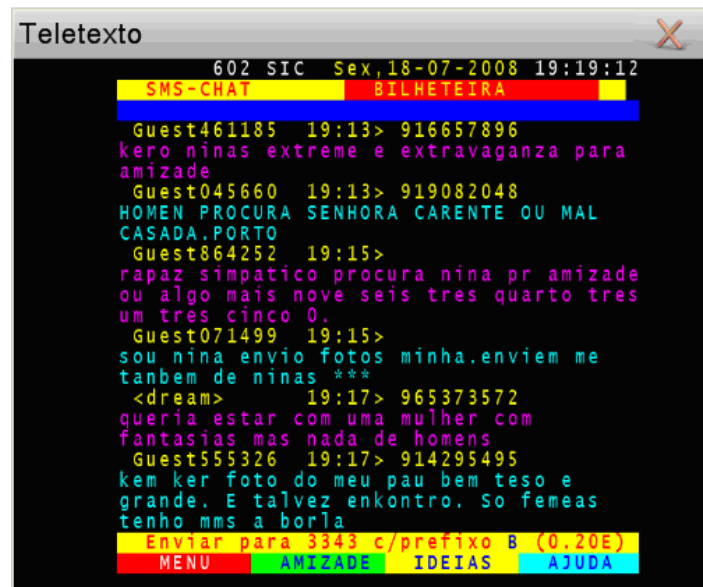 Teletexto
602 SIC Sex,18-07-2008 19:19:12
SMS-CHAT BILHETEIRA
Guest461185 19:13> 916657896
kero ninas extreme e extravaganza para
amizade
Guest045660 19:13> 919082048
HOMEN PROCURA SENHORA CARENTE OU MAL
CASADA.PORTO
Guest864252 19:15>
rapaz simpatico procura nina pr amizade
ou algo mais nove seis tres quarto tres
um tres cinco 0.
Guest071499 19:15>
sou nina envio fotos minha.enviem me
tanbem de ninas ***
<dream> 19:17> 965373572
queria estar com uma mulher com
fantasias mas nada de homens
Guest555326 19:17> 914295495
kem ker foto do meu pau bem teso e
grande. E talvez enkontro. So femeas
tenho mms a borla
Enviar para 3343 c/prefixo B (0.20E)
MENU AMIZADE IDEIAS AJUDA